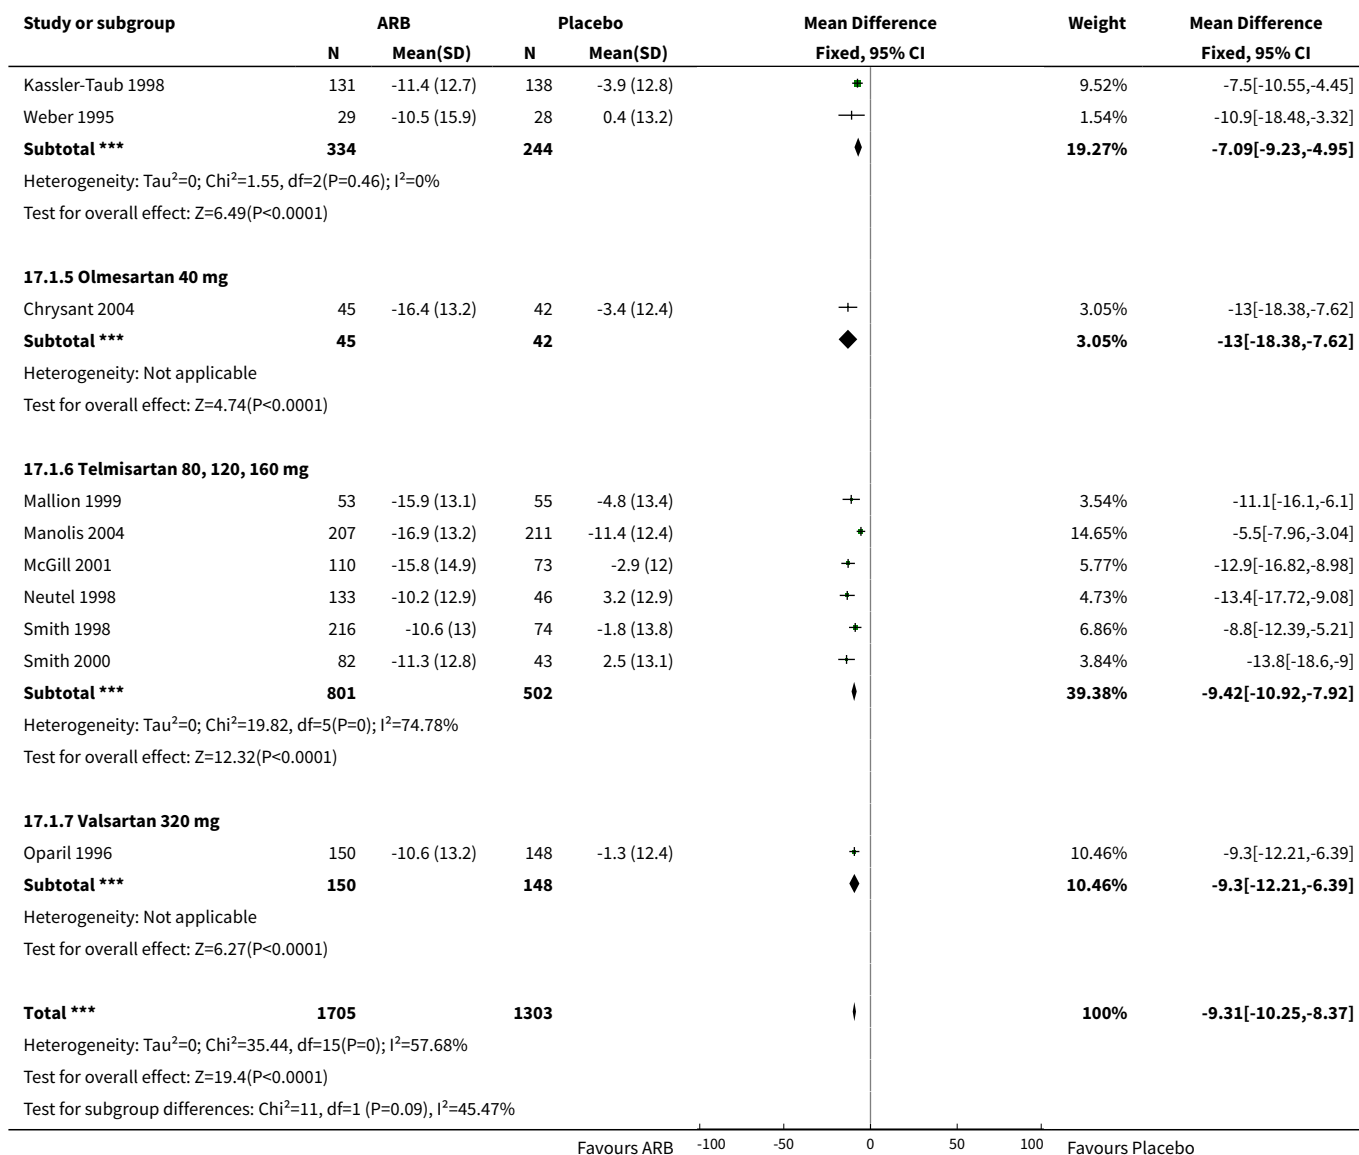 Study or subgroup ARB Placebo Mean Difference Weight Mean Difference
N Mean(SD) N Mean(SD) Fixed, 95% CI Fixed, 95% CI
Kassler-Taub 1998 131 -11.4 (12.7) 138 -3.9 (12.8) 9.52% -7.5[-10.55,-4.45]
Weber 1995 29 -10.5 (15.9) 28 0.4 (13.2) 1.54% -10.9[-18.48,-3.32]
Subtotal *** 334 244 19.27% -7.09[-9.23,-4.95]
Heterogeneity: Tau²=0; Chi²=1.55, df=2(P=0.46); I²=0%
Test for overall effect: Z=6.49(P<0.0001)
17.1.5 Olmesartan 40 mg
Chrysant 2004 45 -16.4 (13.2) 42 -3.4 (12.4) 3.05% -13[-18.38,-7.62]
Subtotal *** 45 42 3.05% -13[-18.38,-7.62]
Heterogeneity: Not applicable
Test for overall effect: Z=4.74(P<0.0001)
17.1.6 Telmisartan 80, 120, 160 mg
Mallion 1999 53 -15.9 (13.1) 55 -4.8 (13.4) 3.54% -11.1[-16.1,-6.1]
Manolis 2004 207 -16.9 (13.2) 211 -11.4 (12.4) 14.65% -5.5[-7.96,-3.04]
McGill 2001 110 -15.8 (14.9) 73 -2.9 (12) 5.77% -12.9[-16.82,-8.98]
Neutel 1998 133 -10.2 (12.9) 46 3.2 (12.9) 4.73% -13.4[-17.72,-9.08]
Smith 1998 216 -10.6 (13) 74 -1.8 (13.8) 6.86% -8.8[-12.39,-5.21]
Smith 2000 82 -11.3 (12.8) 43 2.5 (13.1) 3.84% -13.8[-18.6,-9]
Subtotal *** 801 502 39.38% -9.42[-10.92,-7.92]
Heterogeneity: Tau²=0; Chi²=19.82, df=5(P=0); I²=74.78%
Test for overall effect: Z=12.32(P<0.0001)
17.1.7 Valsartan 320 mg
Oparil 1996 150 -10.6 (13.2) 148 -1.3 (12.4) 10.46% -9.3[-12.21,-6.39]
Subtotal *** 150 148 10.46% -9.3[-12.21,-6.39]
Heterogeneity: Not applicable
Test for overall effect: Z=6.27(P<0.0001)
Total *** 1705 1303 100% -9.31[-10.25,-8.37]
Heterogeneity: Tau²=0; Chi²=35.44, df=15(P=0); I²=57.68%
Test for overall effect: Z=19.4(P<0.0001)
Test for subgroup differences: Chi²=11, df=1 (P=0.09), I²=45.47%
Favours ARB -100 -50 0 50 100 Favours Placebo